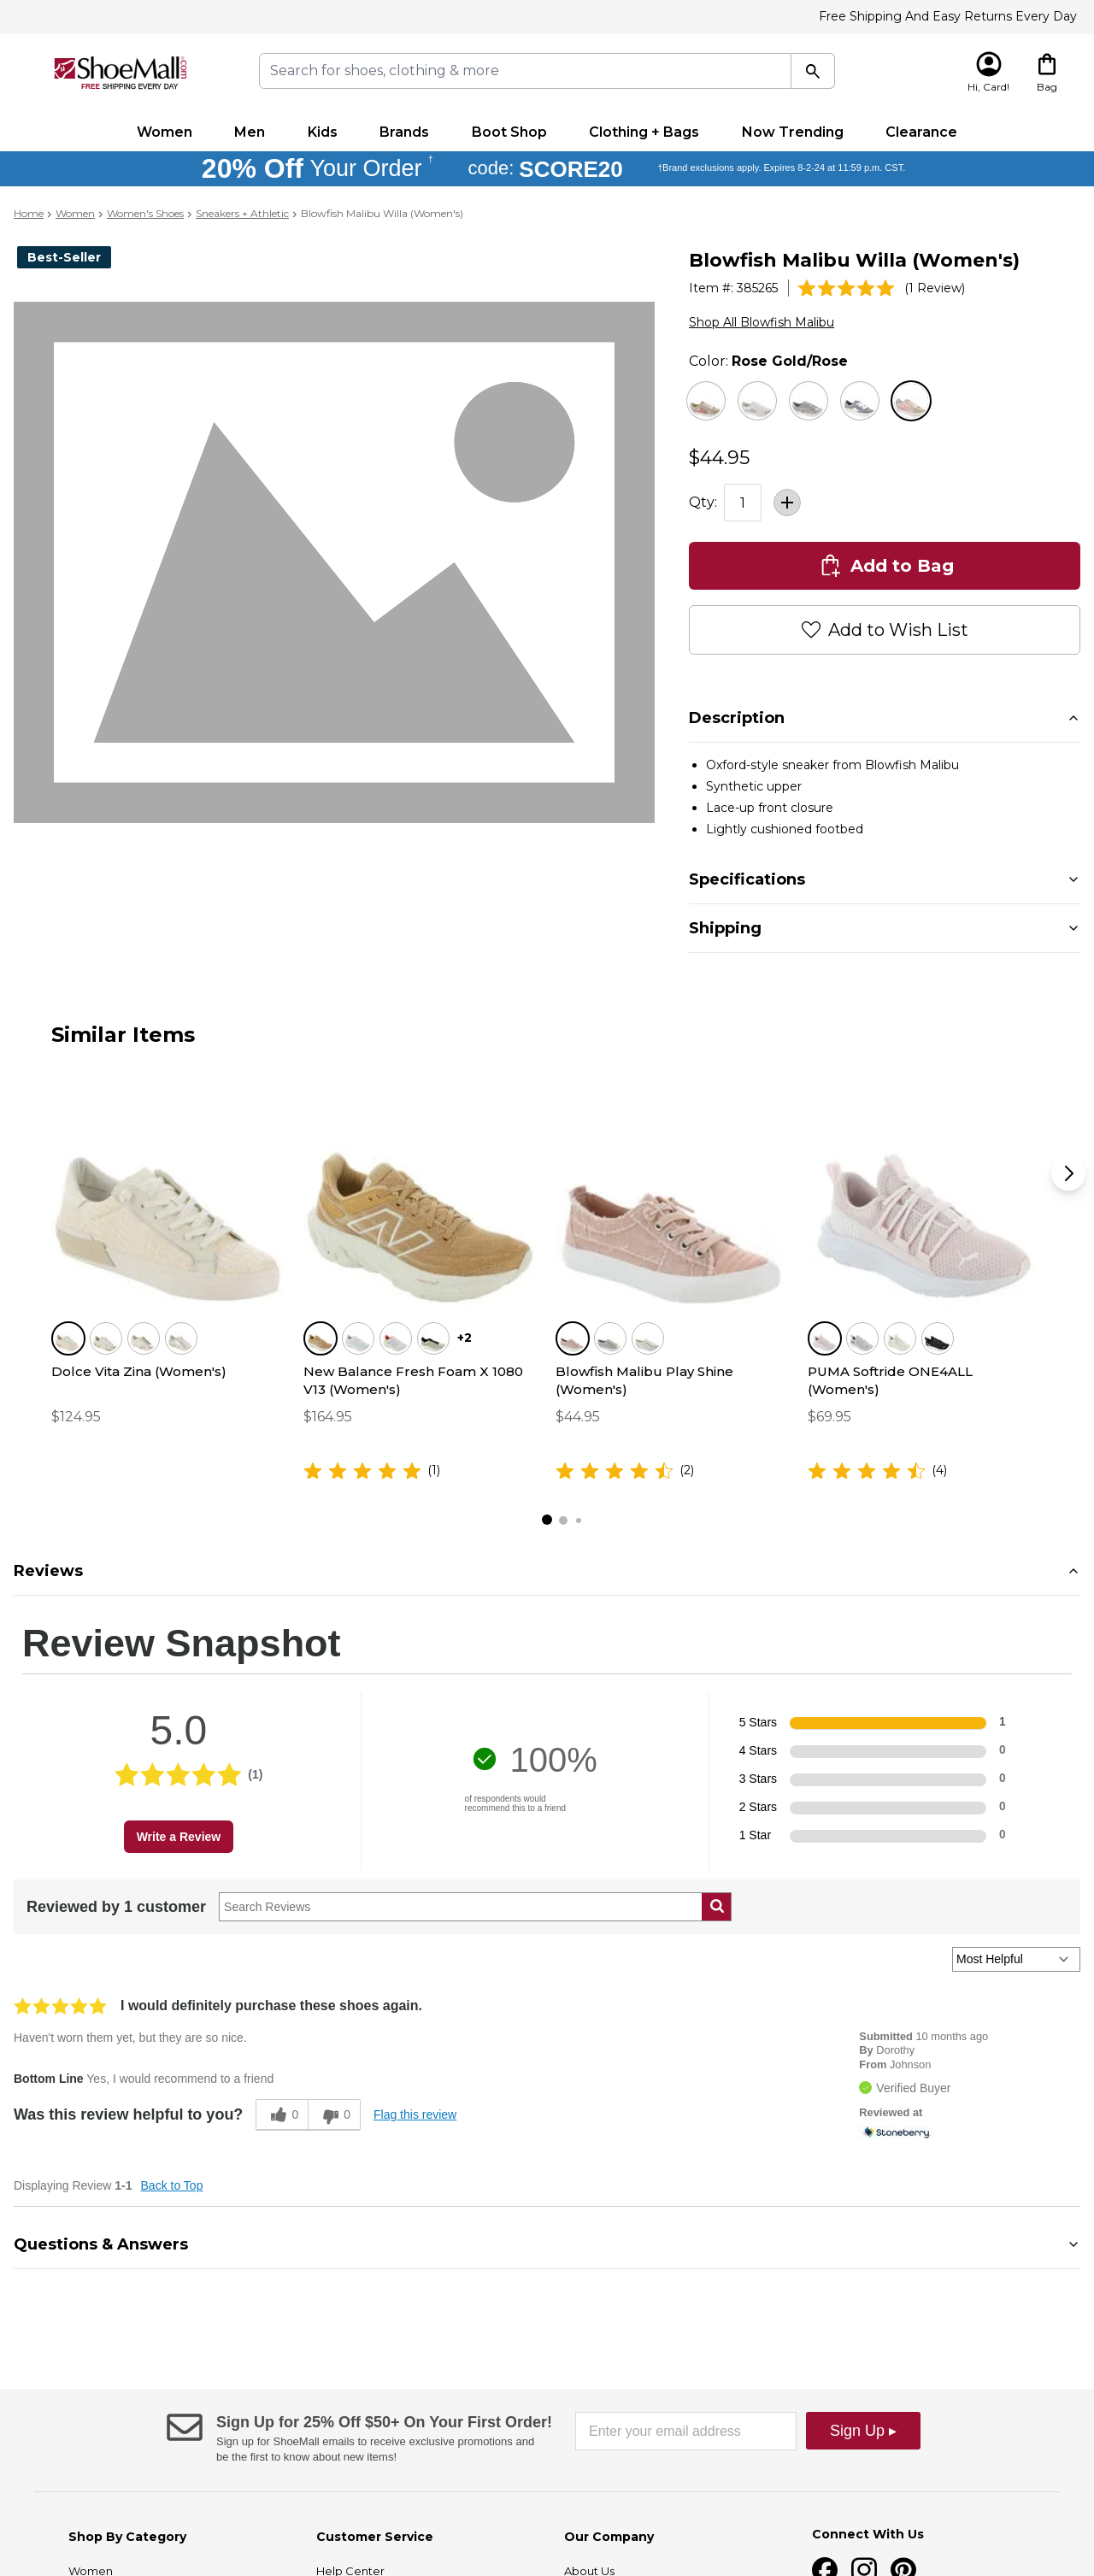 Free Shipping And Easy Returns Every Day
ShoeMall.com
FREE SHIPPING EVERY DAY
Search for shoes, clothing & more
Hi, Card!
Bag
Women Men Kids Brands Boot Shop Clothing + Bags Now Trending Clearance
20% Off Your Order † code: SCORE20 †Brand exclusions apply. Expires 8-2-24 at 11:59 p.m. CST.
Home > Women > Women's Shoes > Sneakers + Athletic > Blowfish Malibu Willa (Women's)
Best-Seller
Blowfish Malibu Willa (Women's)
Item #: 385265 (1 Review)
Shop All Blowfish Malibu
Color: Rose Gold/Rose
$44.95
Qty: 1 +
Add to Bag
Add to Wish List
Description
• Oxford-style sneaker from Blowfish Malibu
• Synthetic upper
• Lace-up front closure
• Lightly cushioned footbed
Specifications
Shipping
Similar Items
+2
Dolce Vita Zina (Women's)
$124.95
New Balance Fresh Foam X 1080
V13 (Women's)
$164.95
(1)
Blowfish Malibu Play Shine
(Women's)
$44.95
(2)
PUMA Softride ONE4ALL
(Women's)
$69.95
(4)
Reviews
Review Snapshot
5.0
(1)
Write a Review
100%
of respondents would
recommend this to a friend
5 Stars 1
4 Stars 0
3 Stars 0
2 Stars 0
1 Star 0
Reviewed by 1 customer
Search Reviews
Most Helpful
I would definitely purchase these shoes again.
Haven't worn them yet, but they are so nice.
Bottom Line Yes, I would recommend to a friend
Was this review helpful to you? 0 0 Flag this review
Submitted 10 months ago
By Dorothy
From Johnson
Verified Buyer
Reviewed at
Stoneberry
Displaying Review 1-1 Back to Top
Questions & Answers
Sign Up for 25% Off $50+ On Your First Order!
Sign up for ShoeMall emails to receive exclusive promotions and
be the first to know about new items!
Enter your email address
Sign Up ▸
Shop By Category
Women
Customer Service
Help Center
Our Company
About Us
Connect With Us